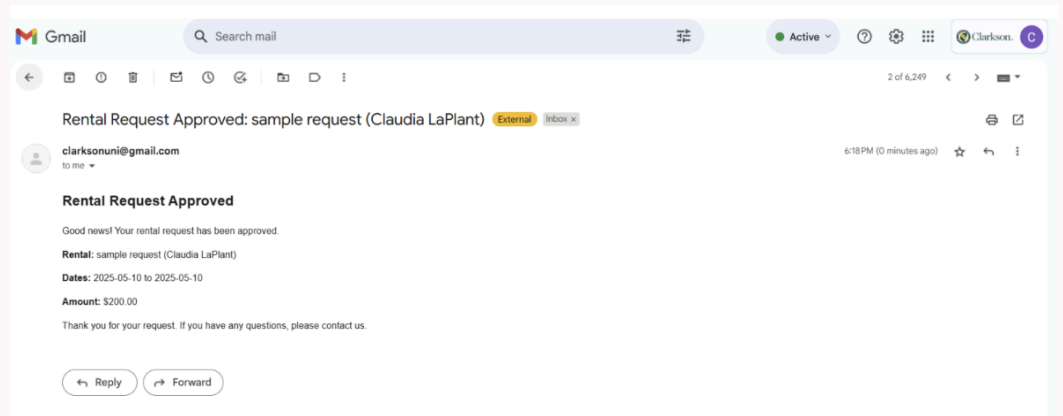 Gmail
Search mail
Active
Clarkson.
C
2 of 6,249
Rental Request Approved: sample request (Claudia LaPlant) External Inbox x
clarksonuni@gmail.com
6:18 PM (0 minutes ago)
to me
Rental Request Approved
Good news! Your rental request has been approved.
Rental: sample request (Claudia LaPlant)
Dates: 2025-05-10 to 2025-05-10
Amount: $200.00
Thank you for your request. If you have any questions, please contact us.
Reply
Forward